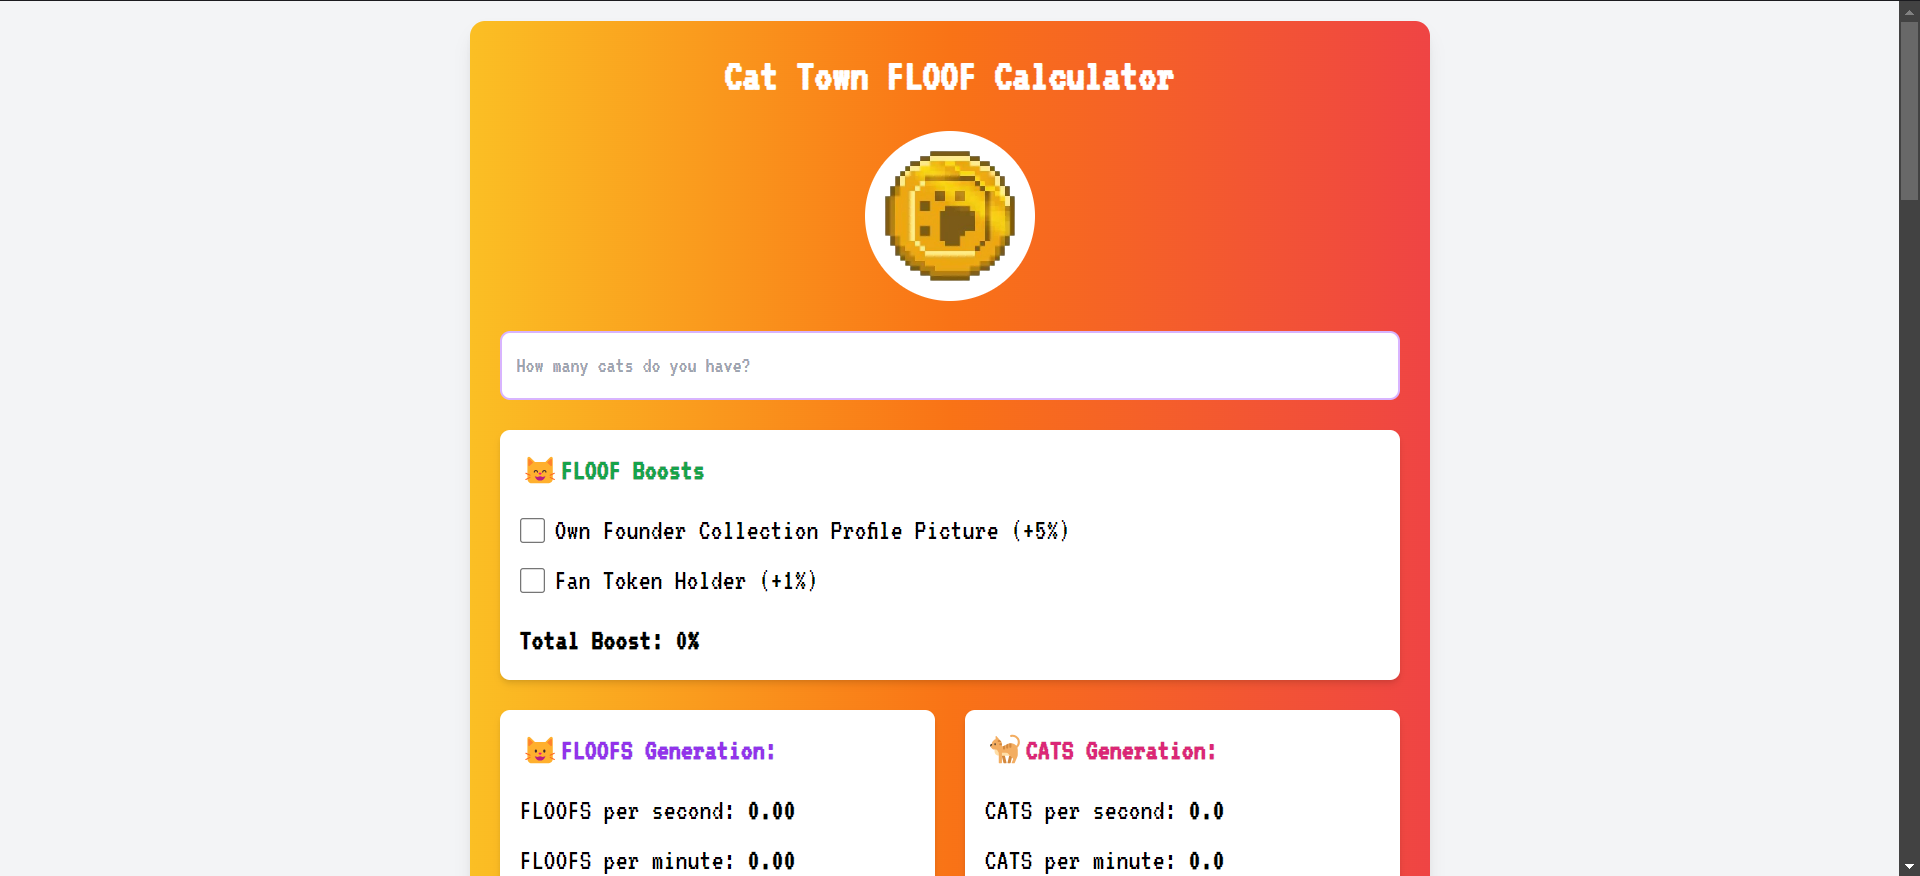 Cat Town FLOOF Calculator
How many cats do you have?
FLOOF Boosts
Own Founder Collection Profile Picture (+5%)
Fan Token Holder (+1%)
Total Boost: 0%
FLOOFS Generation:
FLOOFS per second: 0.00
FLOOFS per minute: 0.00
CATS Generation:
CATS per second: 0.0
CATS per minute: 0.0